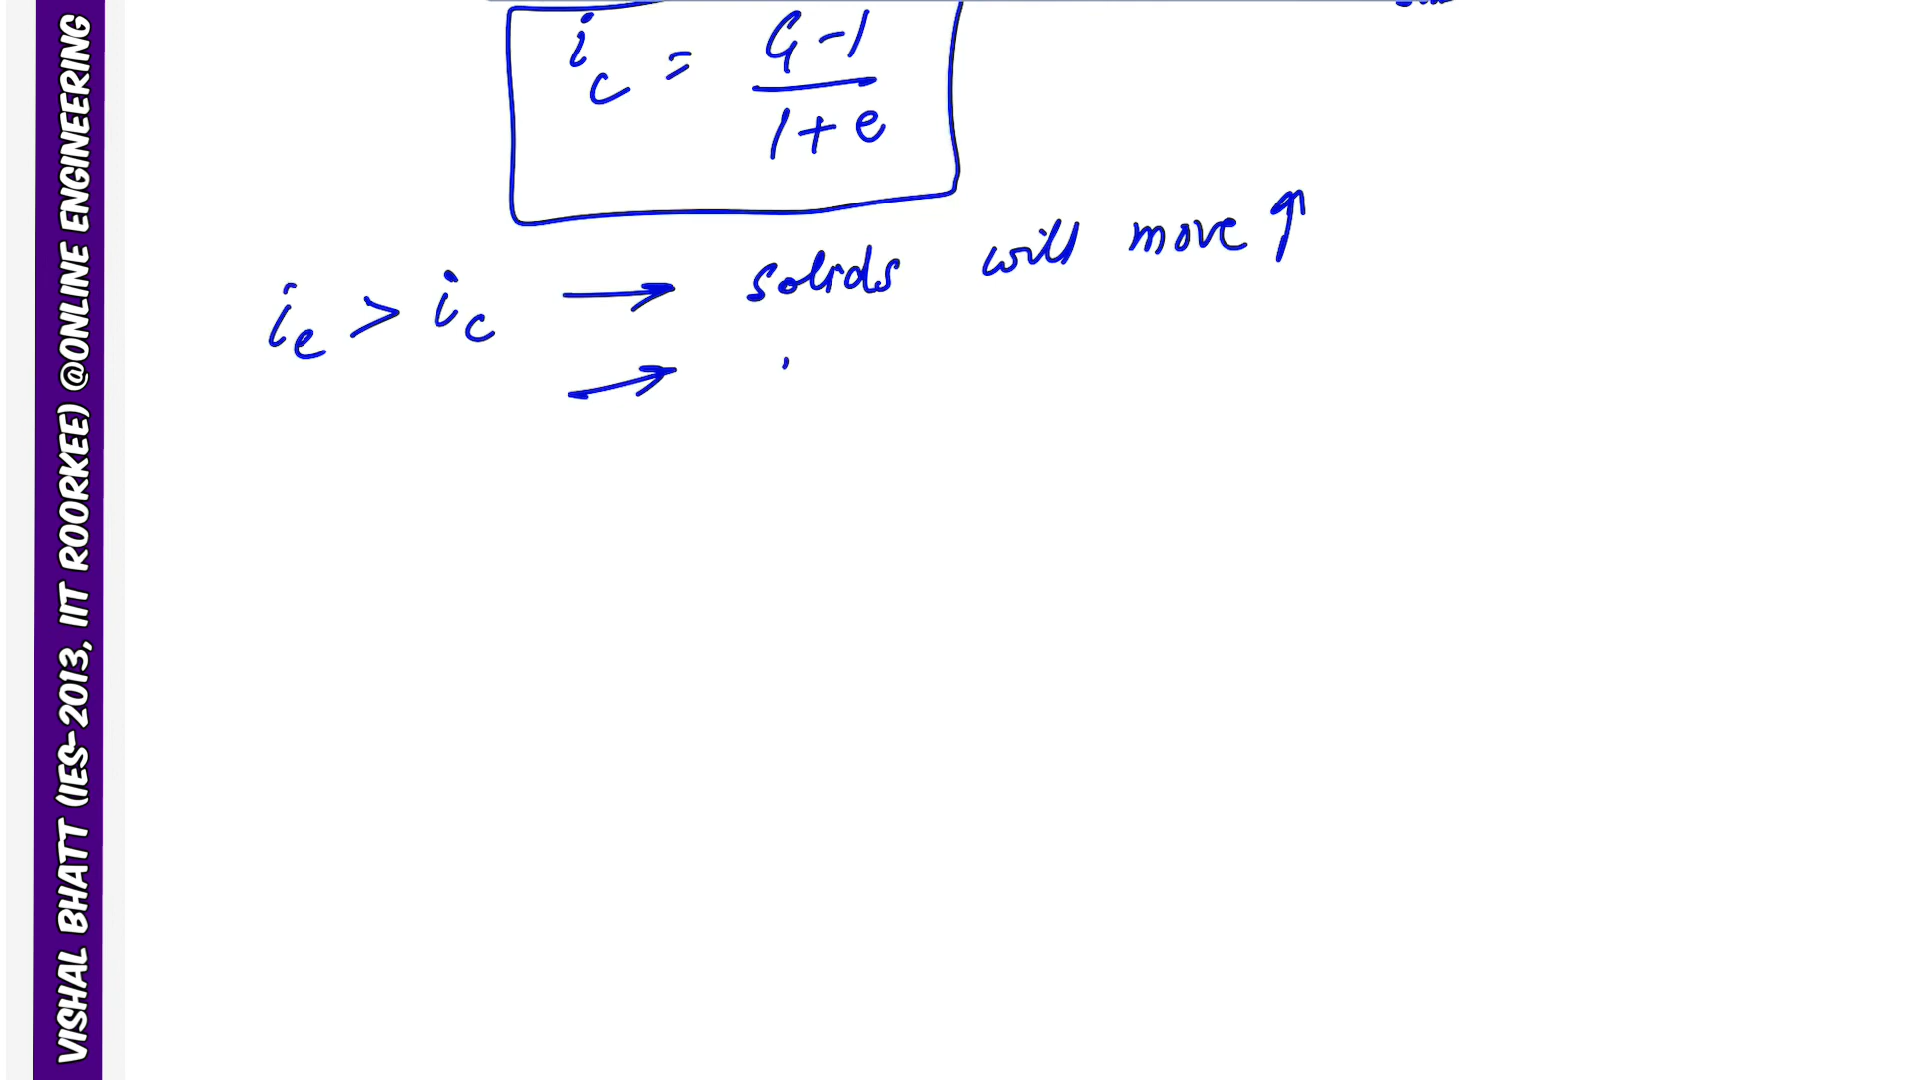 i_c = (G-1)/(1+e)
i_e > i_c → solids will move ↑
→
VISHAL BHATT (IES-2013, IIT ROORKEE) @ONLINE ENGINEERING